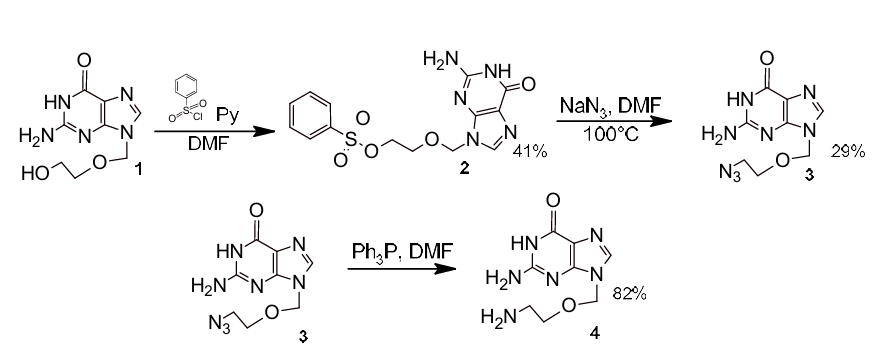 O
HN
N
H₂N
N
N
HO
O
1
S
O
O
Cl
Py
DMF
O
O
S
O
O
H₂N
NH
N
O
N
N
41%
2
NaN₃, DMF
100°C
O
HN
N
H₂N
N
N
N₃
O
29%
3
O
HN
N
H₂N
N
N
N₃
O
3
Ph₃P, DMF
O
HN
N
H₂N
N
N
H₂N
O
82%
4